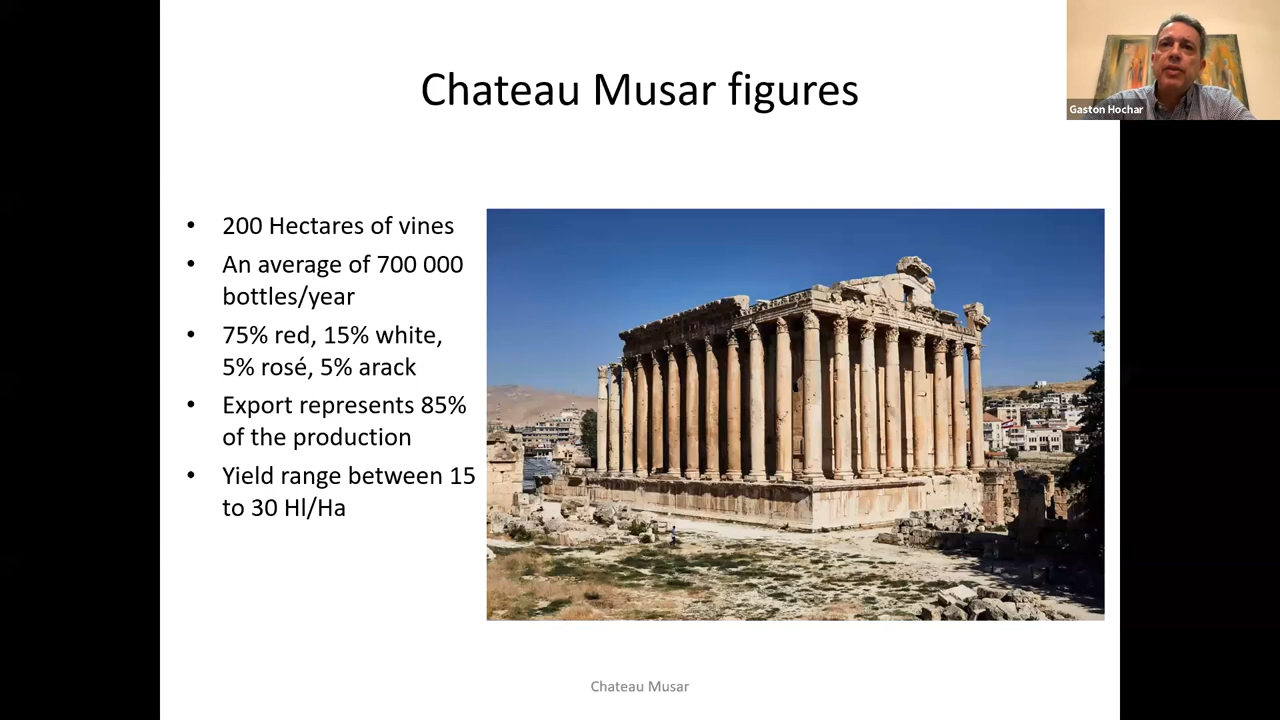 Chateau Musar figures
Gaston Hochar
• 200 Hectares of vines
• An average of 700 000
bottles/year
• 75% red, 15% white,
5% rosé, 5% arack
• Export represents 85%
of the production
• Yield range between 15
to 30 Hl/Ha
Chateau Musar